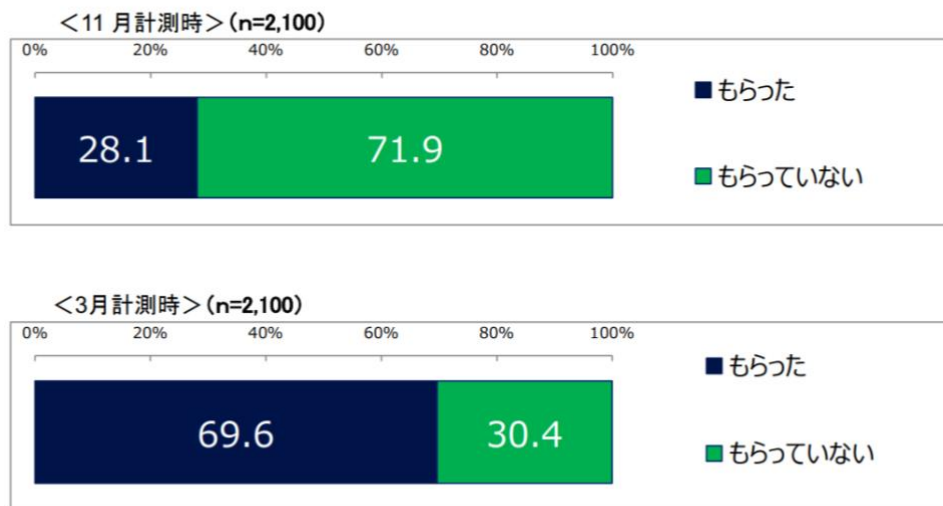 ＜11 月計測時＞(n=2,100)
0% 20% 40% 60% 80% 100%
28.1 71.9
■もらった
■もらっていない
＜3月計測時＞(n=2,100)
0% 20% 40% 60% 80% 100%
69.6 30.4
■もらった
■もらっていない